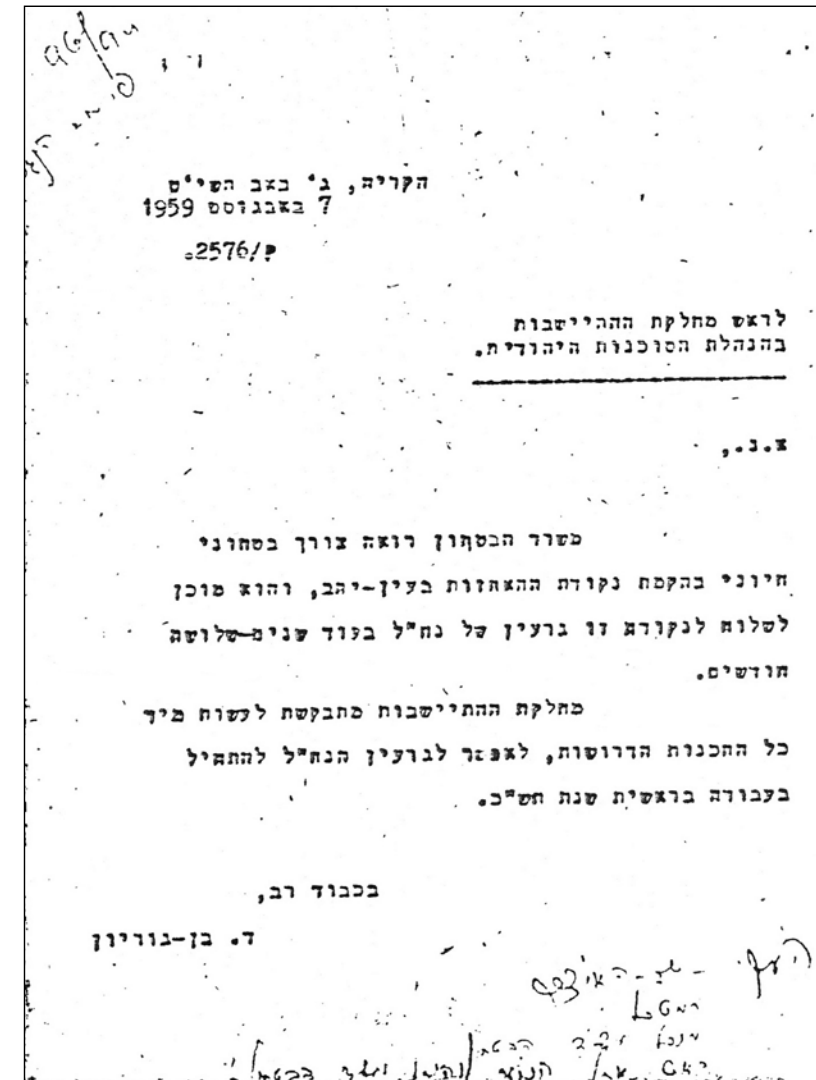 הקריה, ג' באב תשי"ט
7 באבגוסט 1959
2576/פ.
לראש מחלקת הההיישבות
בהנהלת הסוכנות היהודית.
א.נ.,
משרד הבטחון רואה צורך בטחוני
חיוני בהקמת נקודת ההאחזות בעין-יהב, והוא מוכן
לשלוח לנקודה זו גרעין של נח"ל בעוד שנים-שלושה
חודשים.
מחלקת ההתיישבות מתבקשת לעשות מיד
כל ההכנות הדרושות, לאפשר לגרעין הנח"ל להתחיל
בעבודה בראשית שנת תש"כ.
בכבוד רב,
ד. בן-גוריון